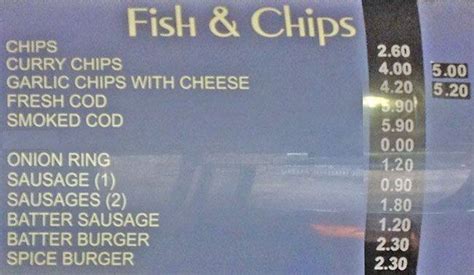 Fish & Chips
CHIPS 2.60
CURRY CHIPS 4.00 5.00
GARLIC CHIPS WITH CHEESE 4.20 5.20
FRESH COD 5.90
SMOKED COD 5.90
0.00
ONION RING 1.20
SAUSAGE (1) 0.90
SAUSAGES (2) 1.80
BATTER SAUSAGE 1.20
BATTER BURGER 2.30
SPICE BURGER 2.30